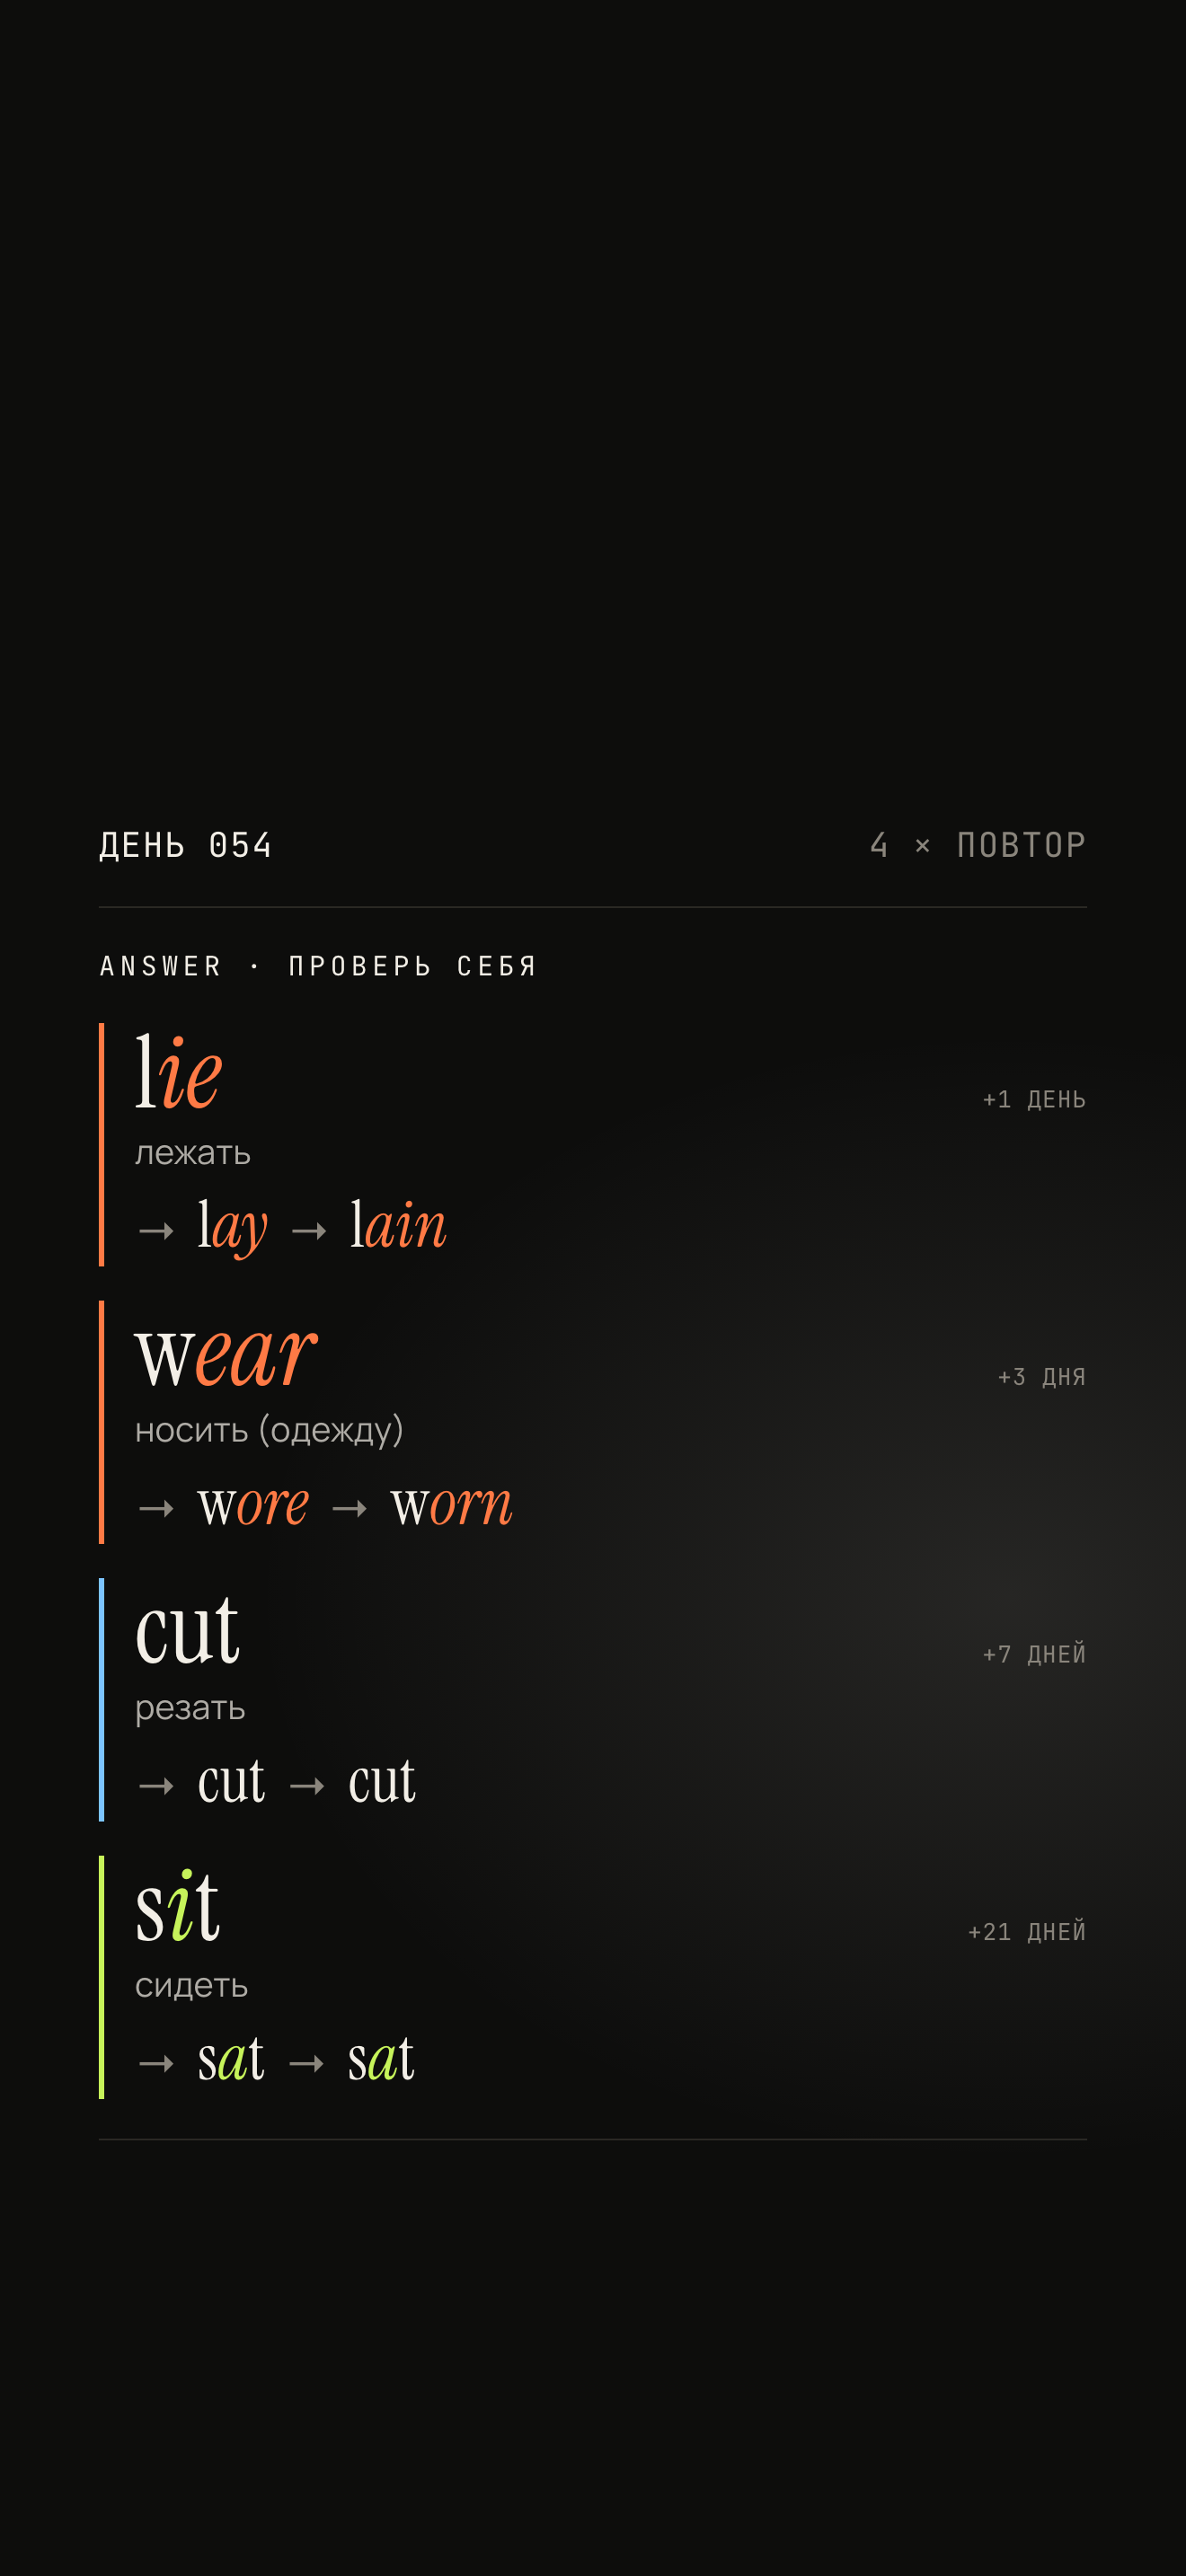 ДЕНЬ 054 4 × ПОВТОР
ANSWER · ПРОВЕРЬ СЕБЯ
lie +1 ДЕНЬ
лежать
→ lay → lain
wear +3 ДНЯ
носить (одежду)
→ wore → worn
cut +7 ДНЕЙ
резать
→ cut → cut
sit +21 ДНЕЙ
сидеть
→ sat → sat